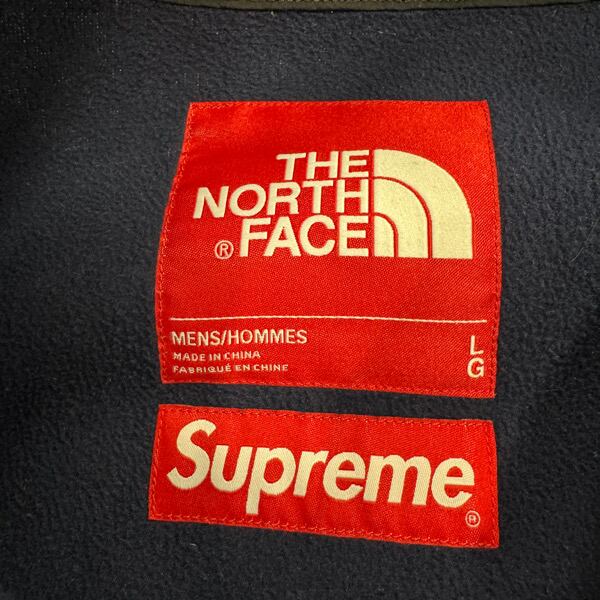 THE
NORTH
® FACE
MENS/HOMMES
MADE IN CHINA
FABRIQUÉ EN CHINE
L
G
Supreme
®